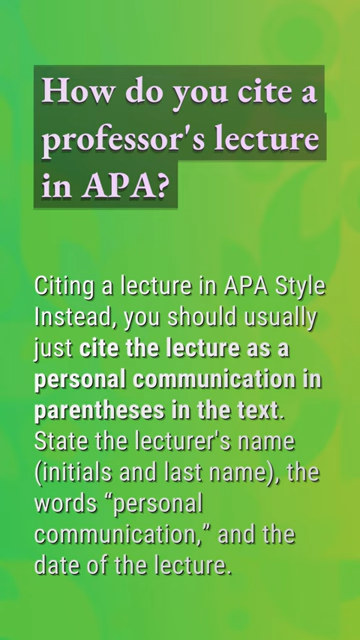 How do you cite a
professor's lecture
in APA?
Citing a lecture in APA Style
Instead, you should usually
just cite the lecture as a
personal communication in
parentheses in the text.
State the lecturer's name
(initials and last name), the
words “personal
communication,” and the
date of the lecture.